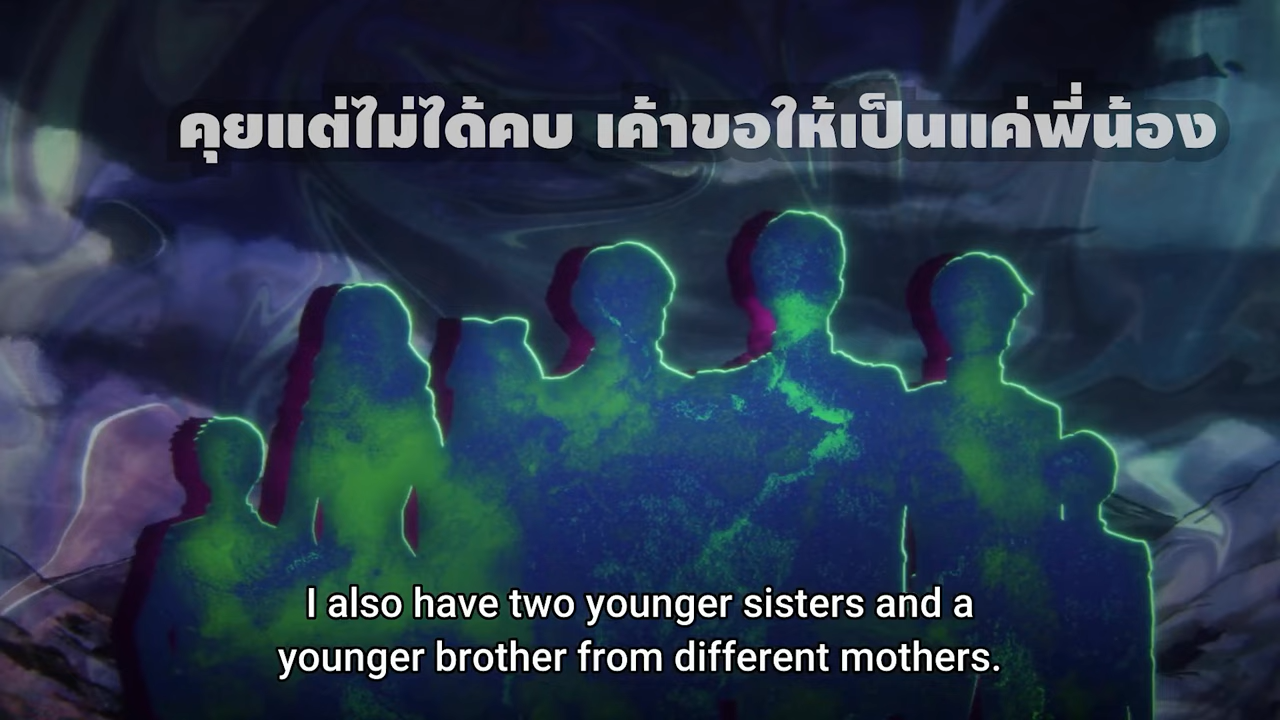 คุยแต่ไม่ได้คบ เค้าขอให้เป็นแค่พี่น้อง
I also have two younger sisters and a
younger brother from different mothers.